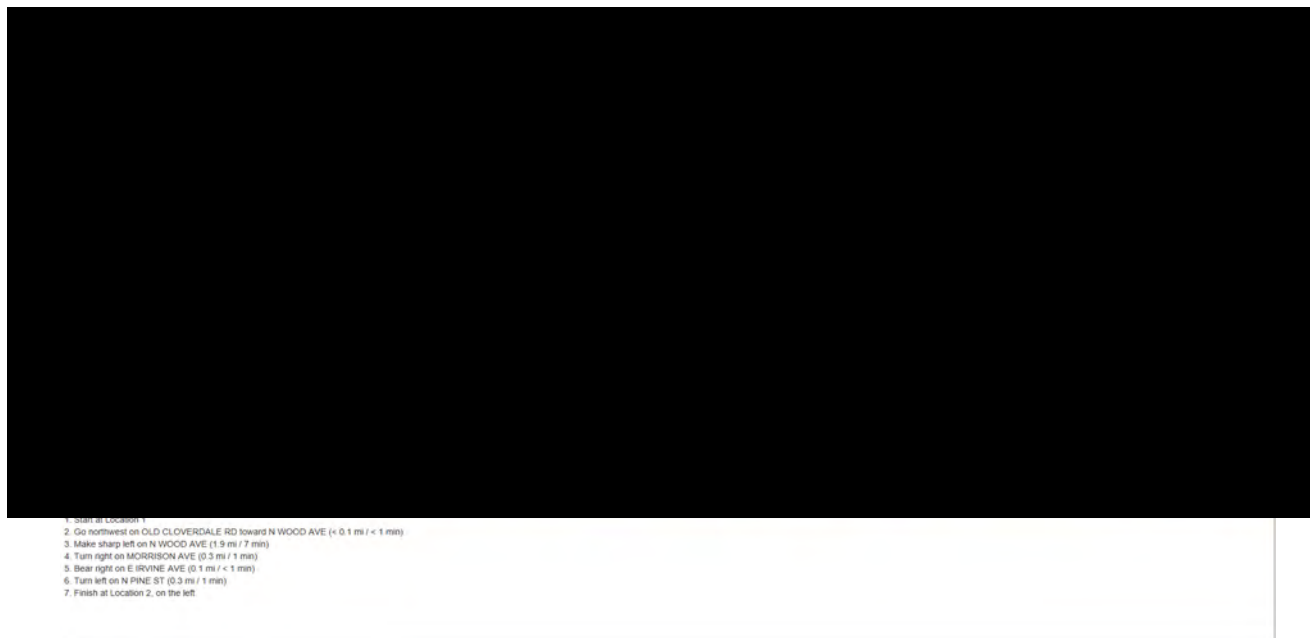 1. Start at Location 1
2. Go northwest on OLD CLOVERDALE RD toward N WOOD AVE (< 0.1 mi / < 1 min)
3. Make sharp left on N WOOD AVE (1.9 mi / 7 min)
4. Turn right on MORRISON AVE (0.3 mi / 1 min)
5. Bear right on E IRVINE AVE (0.1 mi / < 1 min)
6. Turn left on N PINE ST (0.3 mi / 1 min)
7. Finish at Location 2, on the left